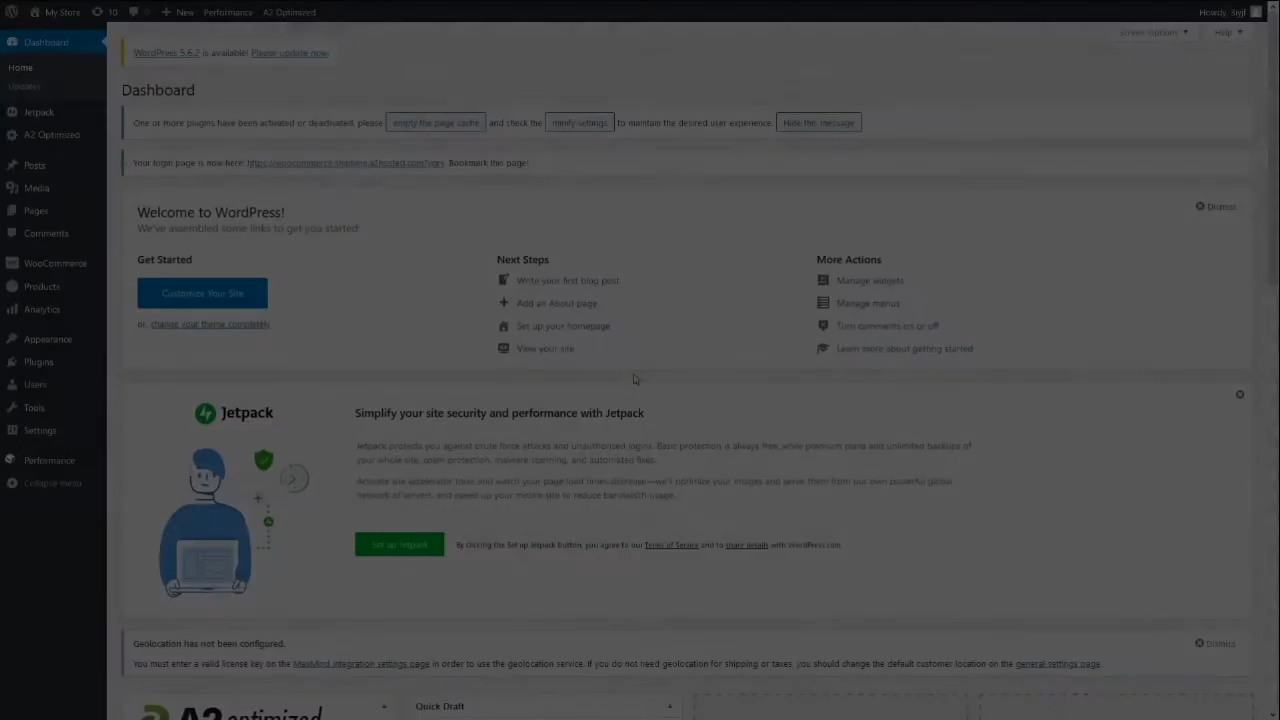 My Store 10 0 New Performance A2 Optimized
Howdy, 3iyjf
Dashboard
Home
Updates
Jetpack
A2 Optimized
Posts
Media
Pages
Comments
WooCommerce
Products
Analytics
Appearance
Plugins
Users
Tools
Settings
Performance
Collapse menu
Screen Options Help
WordPress 5.6.2 is available! Please update now.
Dashboard
One or more plugins have been activated or deactivated, please empty the page cache and check the minify settings to maintain the desired user experience. Hide this message
Your login page is now here: Bookmark this page!
Welcome to WordPress!
We've assembled some links to get you started:
Dismiss
Get Started
Customize Your Site
or, change your theme completely
Next Steps
Write your first blog post
Add an About page
Set up your homepage
View your site
More Actions
Manage widgets
Manage menus
Turn comments on or off
Learn more about getting started
Jetpack
Simplify your site security and performance with Jetpack
Jetpack protects you against brute force attacks and unauthorized logins. Basic protection is always free, while premium plans add unlimited backups of
your whole site, spam protection, malware scanning, and automated fixes.
Activate site accelerator tools and watch your page load times decrease—we'll optimize your images and serve them from our own powerful global
network of servers, and speed up your mobile site to reduce bandwidth usage.
Set up Jetpack
By clicking the Set up Jetpack button, you agree to our Terms of Service and to share details with WordPress.com.
Geolocation has not been configured.
Dismiss
You must enter a valid license key on the MaxMind integration settings page in order to use the geolocation service. If you do not need geolocation for shipping or taxes, you should change the default customer location on the general settings page.
A2 optimized
Quick Draft